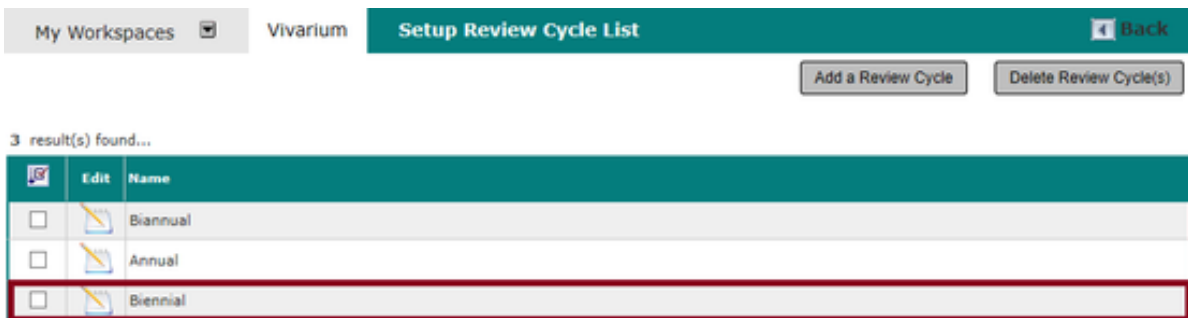 My Workspaces Vivarium Setup Review Cycle List Back
Add a Review Cycle Delete Review Cycle(s)
3 result(s) found...
Edit Name
Biannual
Annual
Biennial